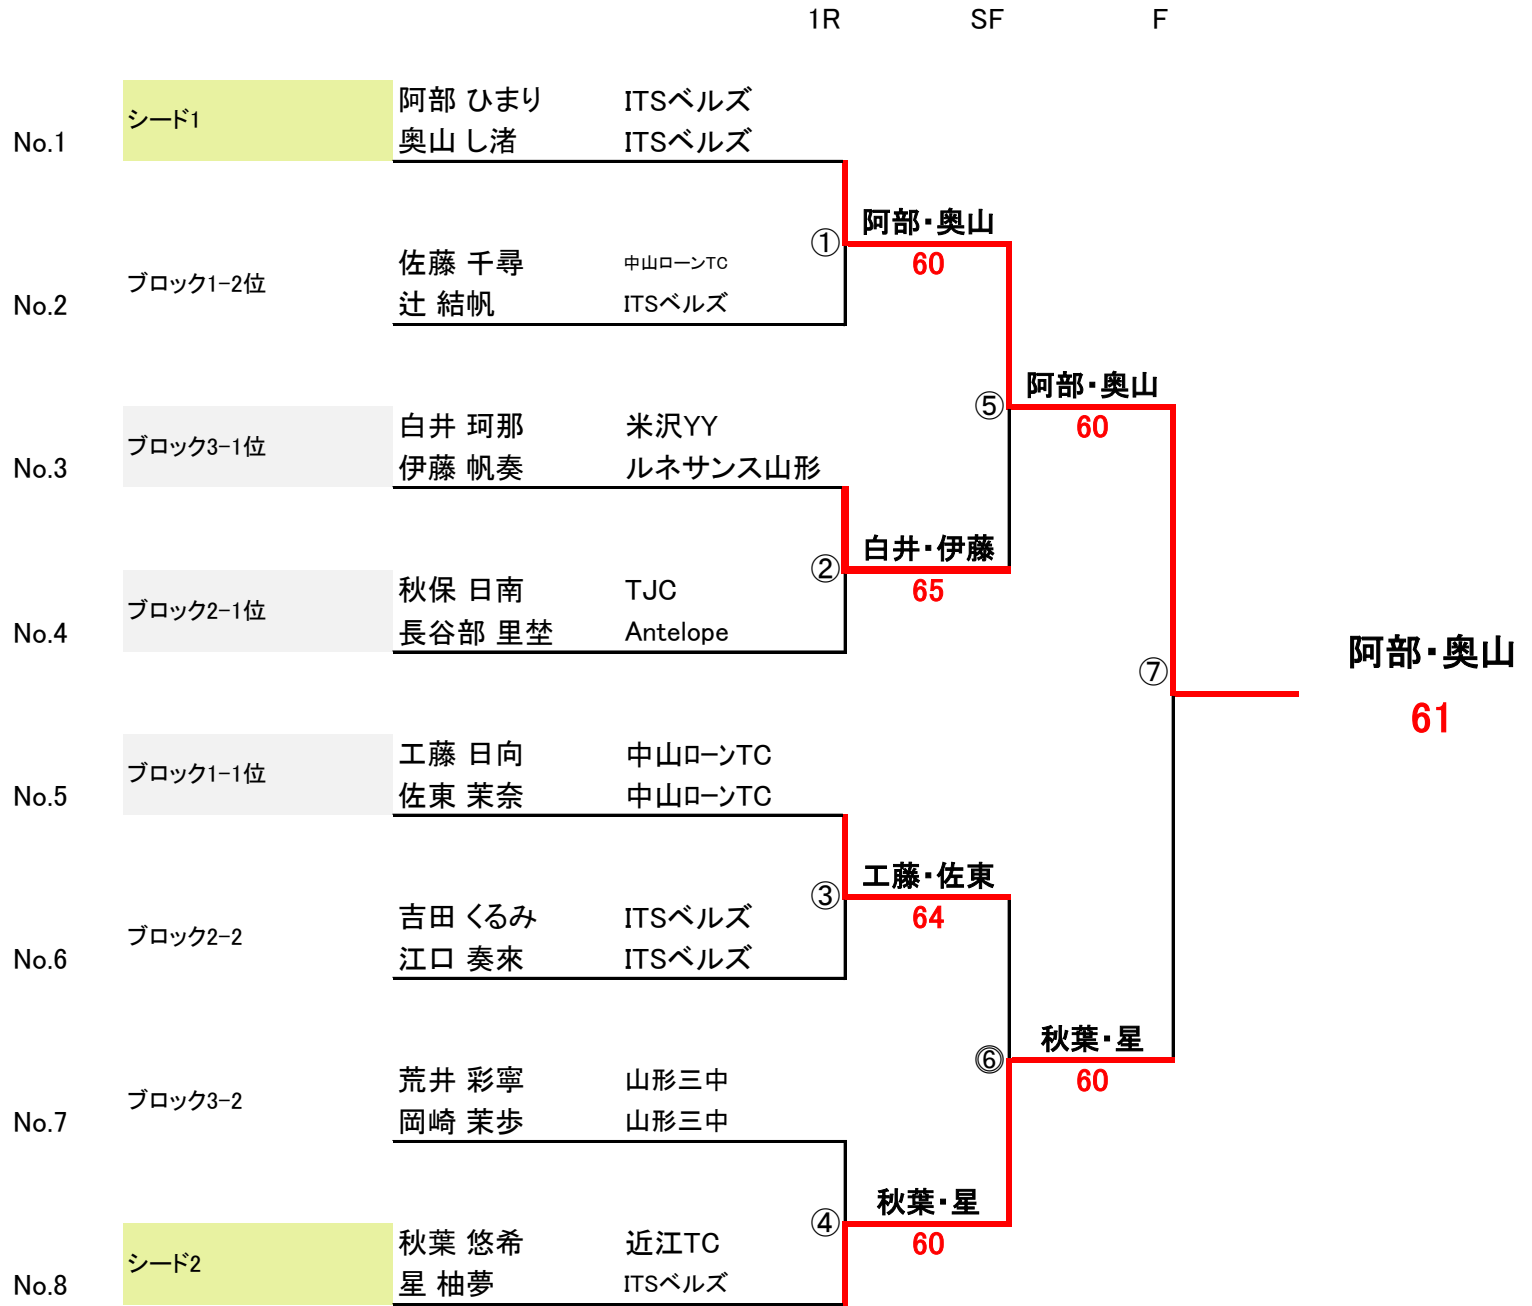 1R SF F
シード1 阿部 ひまり ITSベルズ
No.1 奥山 し渚 ITSベルズ
阿部・奥山
①
60
ブロック1-2位 佐藤 千尋 中山ローンTC
No.2 辻 結帆 ITSベルズ
阿部・奥山
⑤
60
ブロック3-1位 白井 珂那 米沢YY
No.3 伊藤 帆奏 ルネサンス山形
白井・伊藤
②
65
ブロック2-1位 秋保 日南 TJC
No.4 長谷部 里埜 Antelope
阿部・奥山
⑦
61
ブロック1-1位 工藤 日向 中山ローンTC
No.5 佐東 茉奈 中山ローンTC
工藤・佐東
③
64
ブロック2-2 吉田 くるみ ITSベルズ
No.6 江口 奏來 ITSベルズ
秋葉・星
⑥
60
ブロック3-2 荒井 彩寧 山形三中
No.7 岡崎 茉歩 山形三中
秋葉・星
④
60
シード2 秋葉 悠希 近江TC
No.8 星 柚夢 ITSベルズ